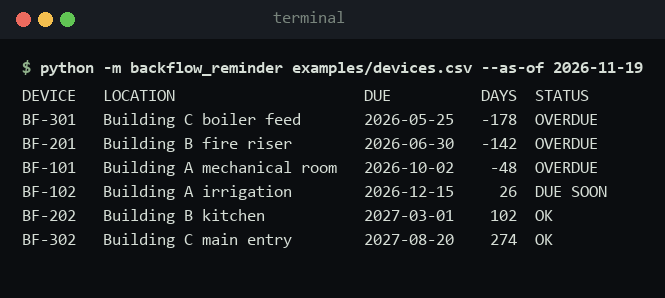 terminal
$ python -m backflow_reminder examples/devices.csv --as-of 2026-11-19
DEVICE   LOCATION                     DUE          DAYS  STATUS
BF-301   Building C boiler feed       2026-05-25   -178  OVERDUE
BF-201   Building B fire riser        2026-06-30   -142  OVERDUE
BF-101   Building A mechanical room   2026-10-02    -48  OVERDUE
BF-102   Building A irrigation        2026-12-15     26  DUE SOON
BF-202   Building B kitchen           2027-03-01    102  OK
BF-302   Building C main entry        2027-08-20    274  OK